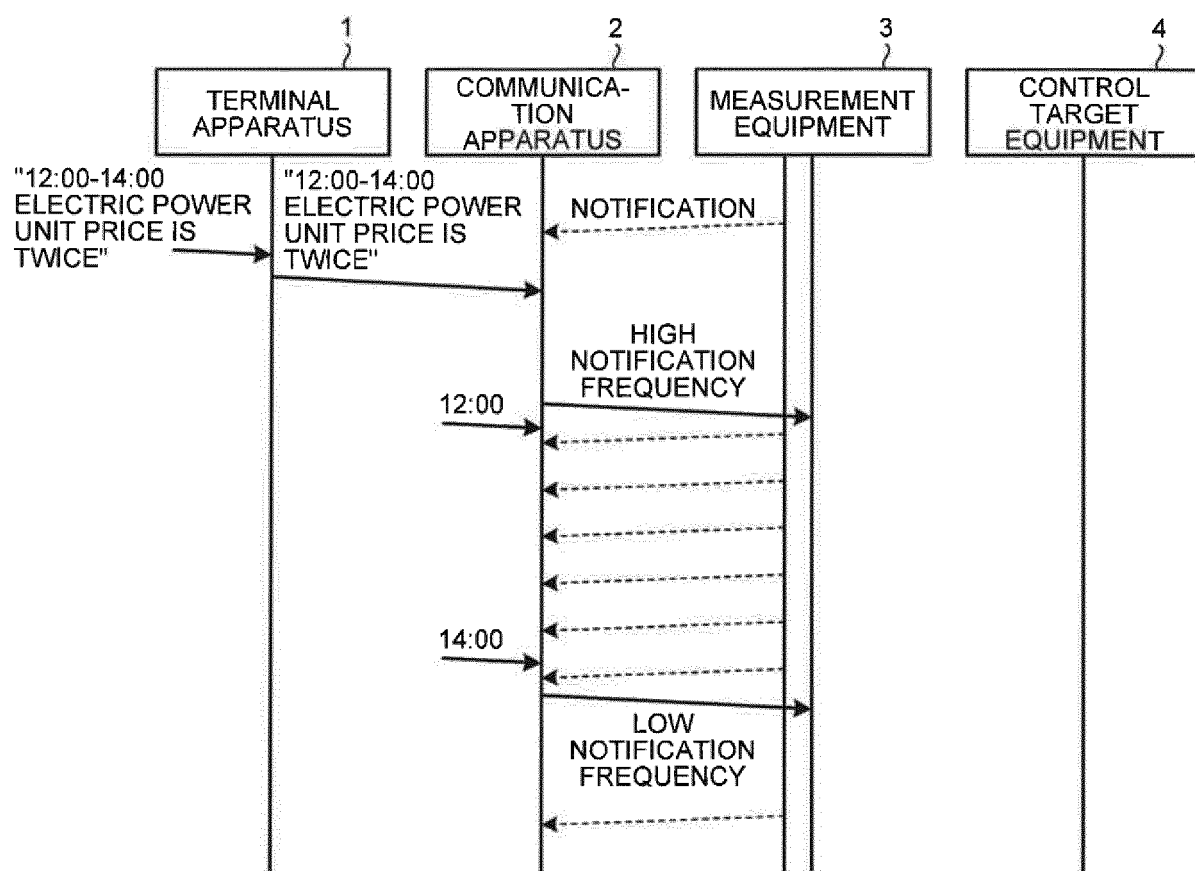 1
2
3
4
TERMINAL
APPARATUS
COMMUNICA-
TION
APPARATUS
MEASUREMENT
EQUIPMENT
CONTROL
TARGET
EQUIPMENT
"12:00-14:00
ELECTRIC POWER
UNIT PRICE IS
TWICE"
"12:00-14:00
ELECTRIC POWER
UNIT PRICE IS
TWICE"
NOTIFICATION
HIGH
NOTIFICATION
FREQUENCY
12:00
14:00
LOW
NOTIFICATION
FREQUENCY